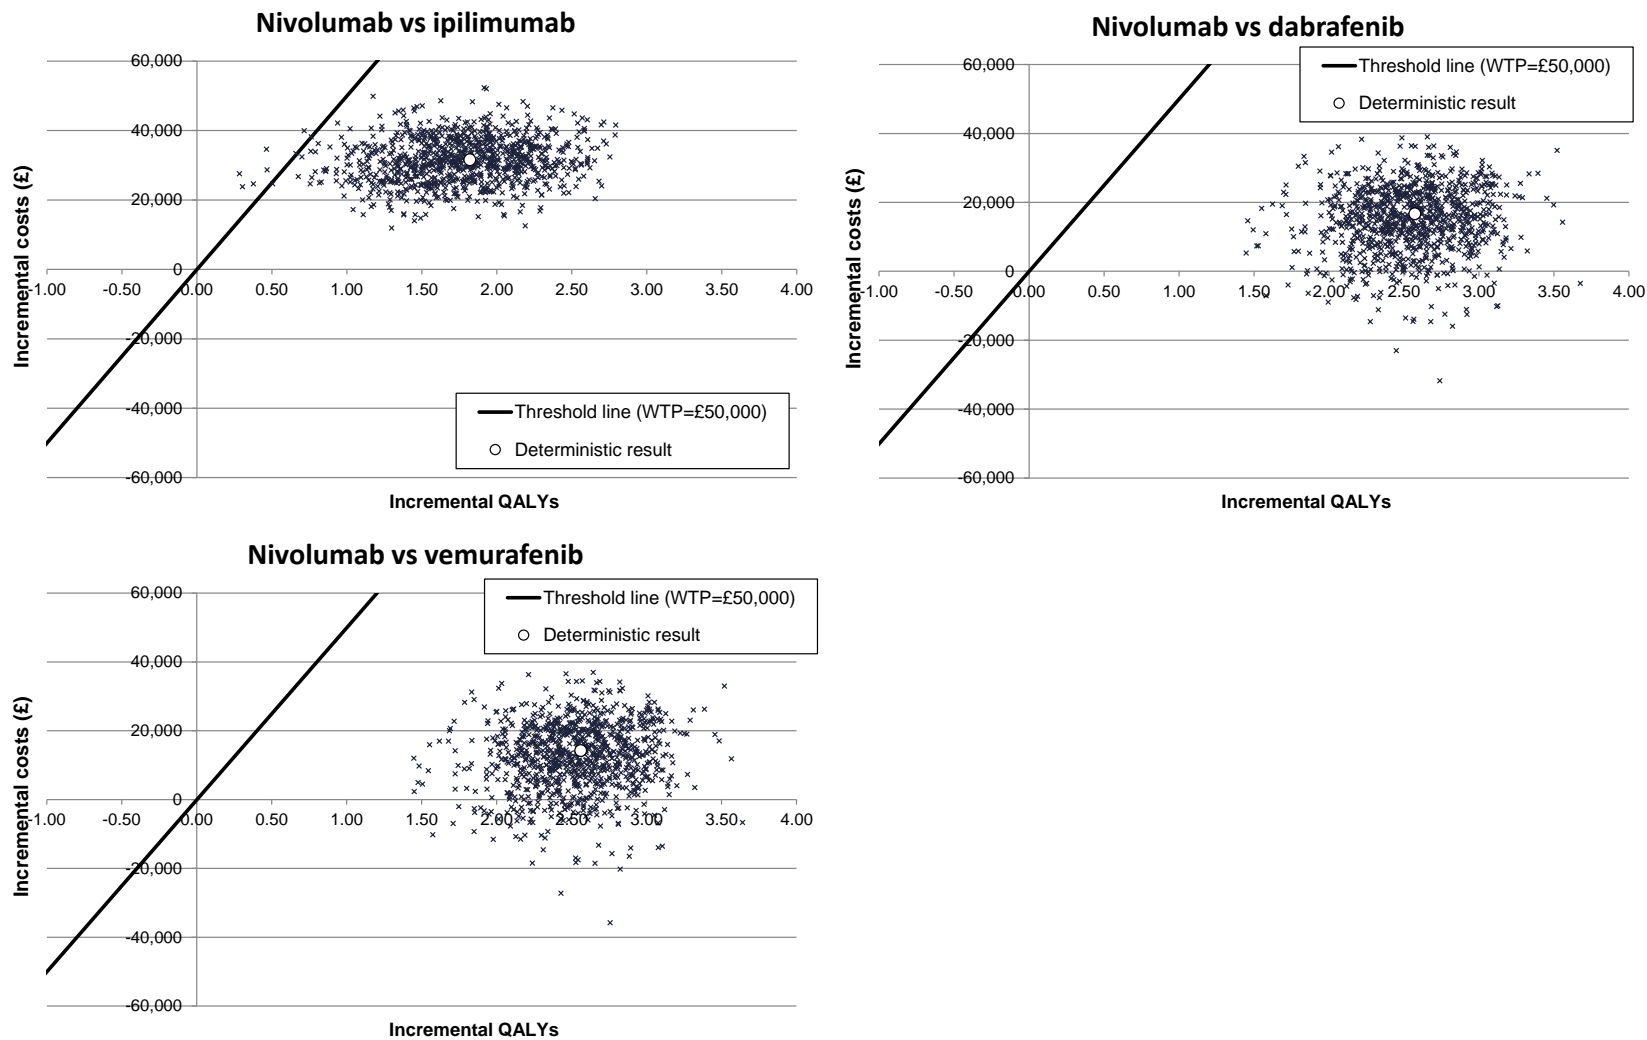 Nivolumab vs ipilimumab
60,000
40,000
20,000
0
-20,000
-40,000
-60,000
-1.00 -0.50 0.00 0.50 1.00 1.50 2.00 2.50 3.00 3.50 4.00
Incremental costs (£)
Incremental QALYs
Threshold line (WTP=£50,000)
Deterministic result
Nivolumab vs dabrafenib
60,000
40,000
20,000
0
-20,000
-40,000
-60,000
-1.00 -0.50 0.00 0.50 1.00 1.50 2.00 2.50 3.00 3.50 4.00
Incremental costs (£)
Incremental QALYs
Threshold line (WTP=£50,000)
Deterministic result
Nivolumab vs vemurafenib
60,000
40,000
20,000
0
-20,000
-40,000
-60,000
-1.00 -0.50 0.00 0.50 1.00 1.50 2.00 2.50 3.00 3.50 4.00
Incremental costs (£)
Incremental QALYs
Threshold line (WTP=£50,000)
Deterministic result